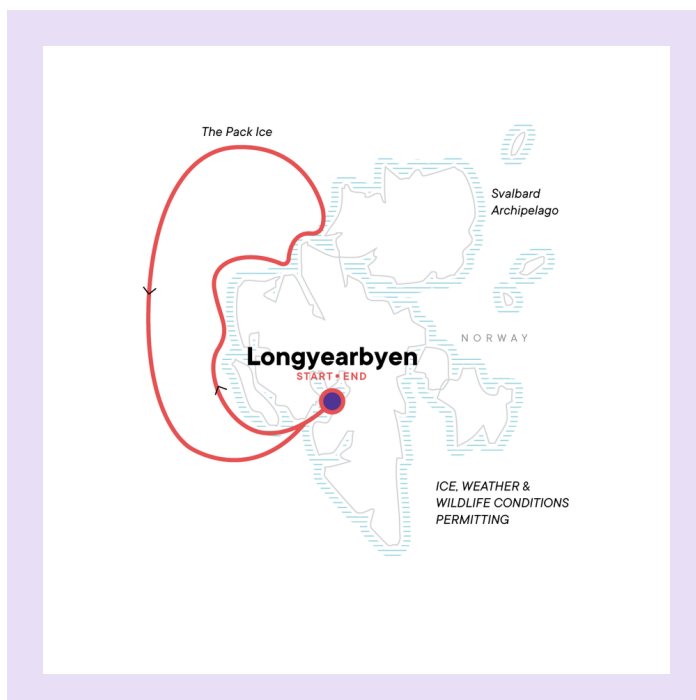 The Pack Ice
Svalbard
Archipelago
NORWAY
Longyearbyen
START • END
ICE, WEATHER &
WILDLIFE CONDITIONS
PERMITTING